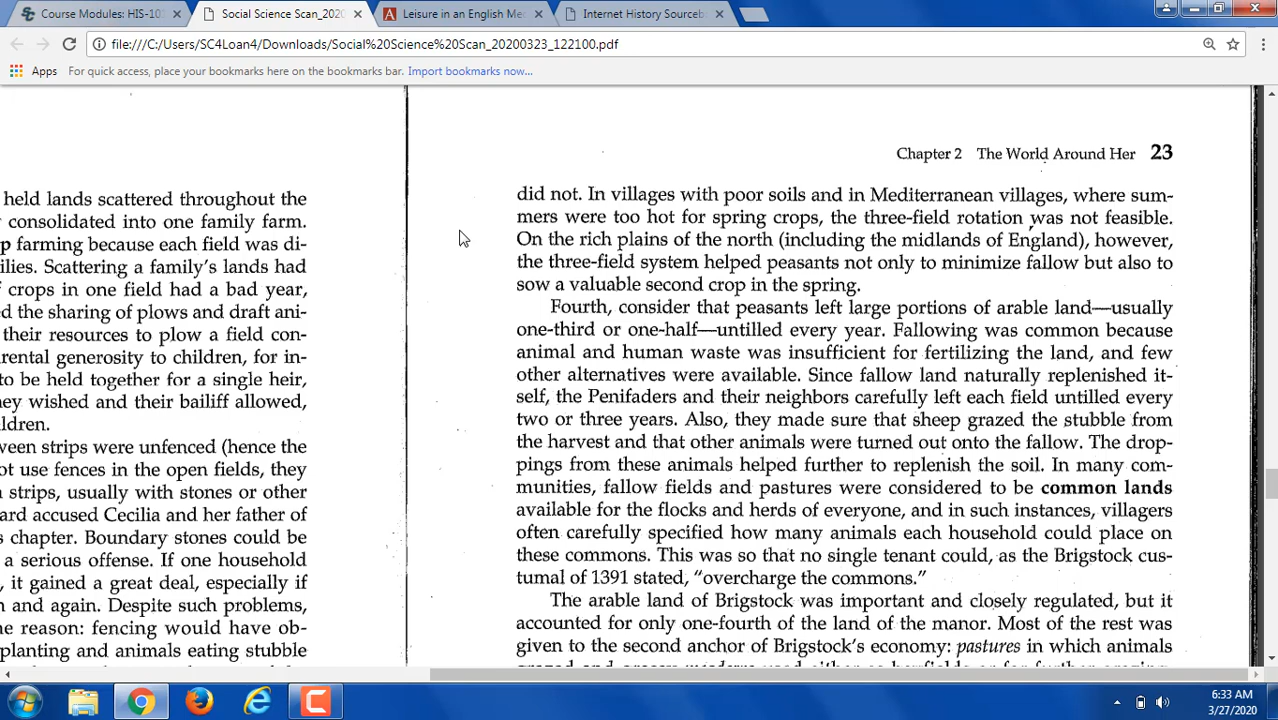 Course Modules: HIS-10
Social Science Scan_202
Leisure in an English Me
Internet History Sourceb
file:///C:/Users/SC4Loan4/Downloads/Social%20Science%20Scan_20200323_122100.pdf
Apps
For quick access, place your bookmarks here on the bookmarks bar. Import bookmarks now...
held lands scattered throughout the
consolidated into one family farm.
p farming because each field was di-
ilies. Scattering a family's lands had
f crops in one field had a bad year,
ed the sharing of plows and draft ani-
their resources to plow a field con-
rental generosity to children, for in-
to be held together for a single heir,
ney wished and their bailiff allowed,
ldren.
ween strips were unfenced (hence the
ot use fences in the open fields, they
n strips, usually with stones or other
ard accused Cecilia and her father of
s chapter. Boundary stones could be
a serious offense. If one household
, it gained a great deal, especially if
n and again. Despite such problems,
ne reason: fencing would have ob-
planting and animals eating stubble
Chapter 2 The World Around Her 23
did not. In villages with poor soils and in Mediterranean villages, where sum-
mers were too hot for spring crops, the three-field rotation was not feasible.
On the rich plains of the north (including the midlands of England), however,
the three-field system helped peasants not only to minimize fallow but also to
sow a valuable second crop in the spring.
Fourth, consider that peasants left large portions of arable land—usually
one-third or one-half—untilled every year. Fallowing was common because
animal and human waste was insufficient for fertilizing the land, and few
other alternatives were available. Since fallow land naturally replenished it-
self, the Penifaders and their neighbors carefully left each field untilled every
two or three years. Also, they made sure that sheep grazed the stubble from
the harvest and that other animals were turned out onto the fallow. The drop-
pings from these animals helped further to replenish the soil. In many com-
munities, fallow fields and pastures were considered to be common lands
available for the flocks and herds of everyone, and in such instances, villagers
often carefully specified how many animals each household could place on
these commons. This was so that no single tenant could, as the Brigstock cus-
tumal of 1391 stated, "overcharge the commons."
The arable land of Brigstock was important and closely regulated, but it
accounted for only one-fourth of the land of the manor. Most of the rest was
given to the second anchor of Brigstock's economy: pastures in which animals
6:33 AM
3/27/2020